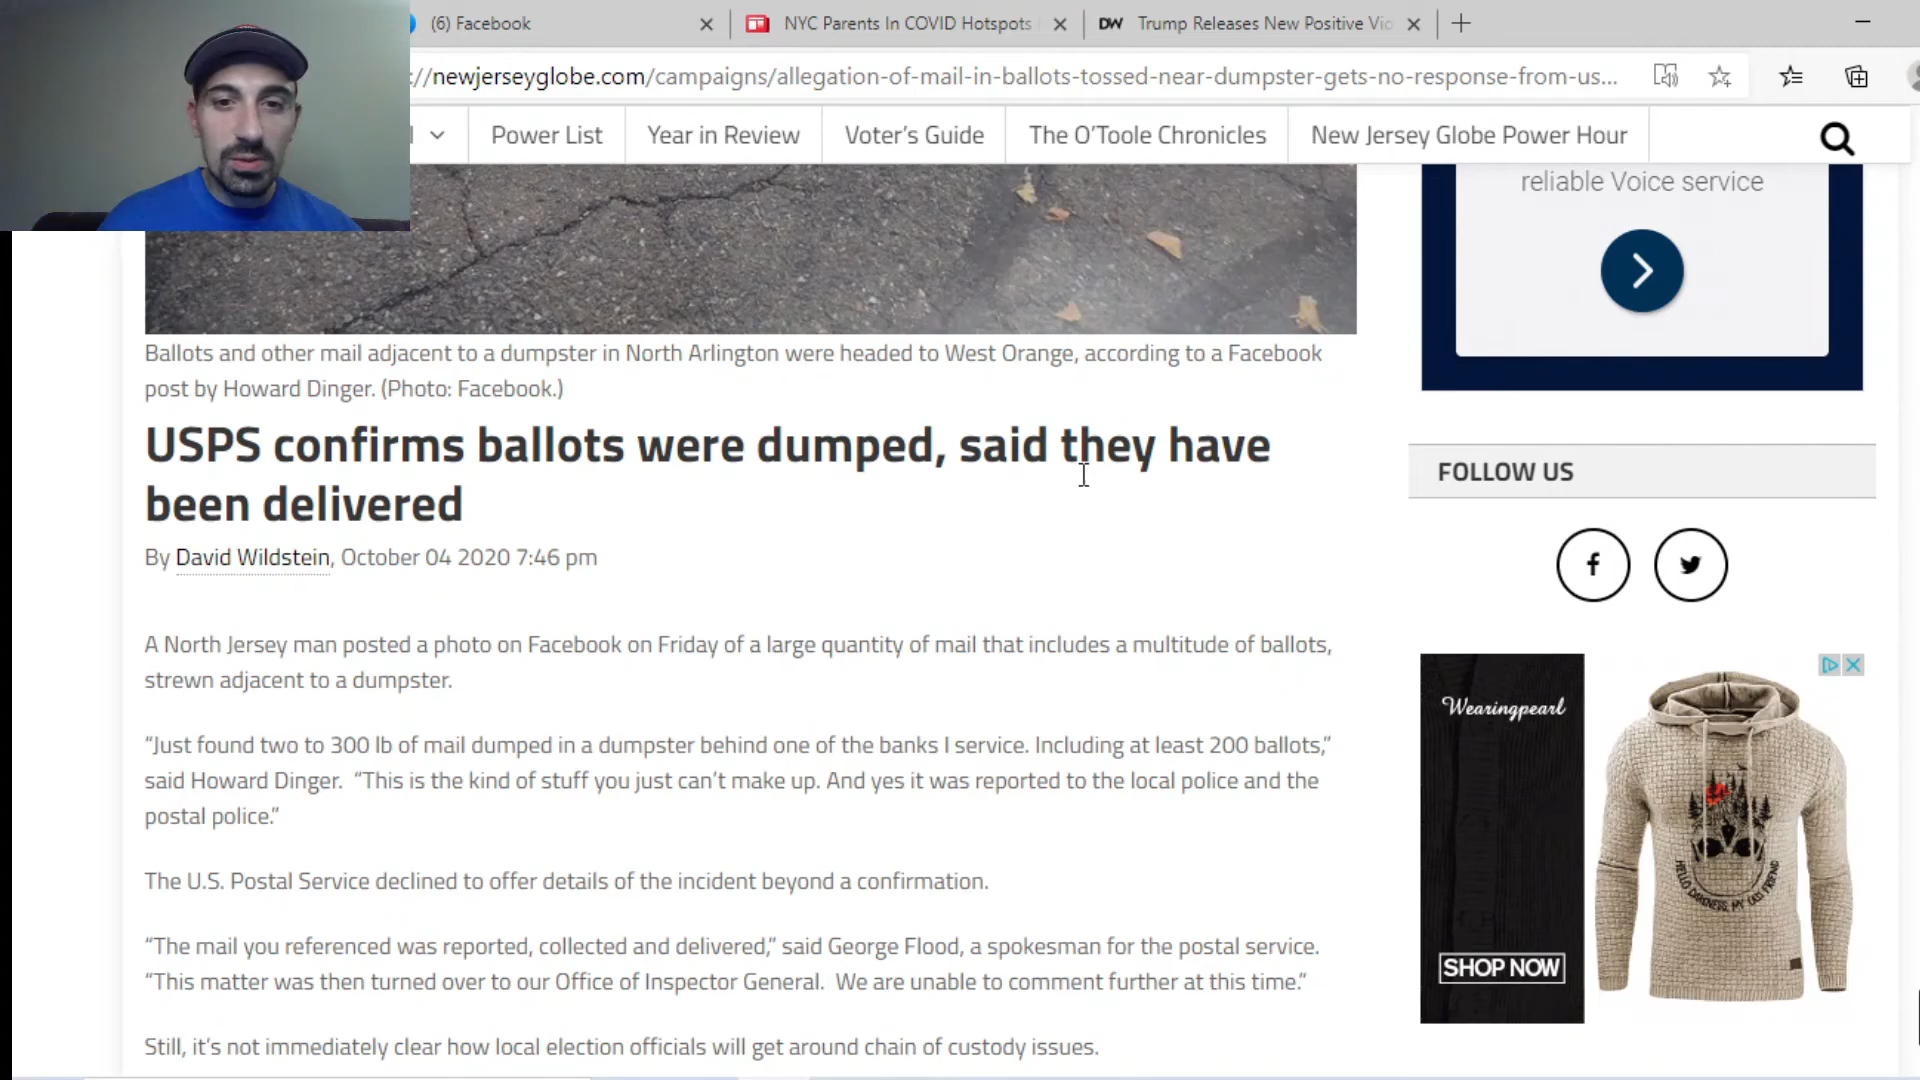 (6) Facebook
NYC Parents In COVID Hotspots
DW Trump Releases New Positive Vi
//newjerseyglobe.com/campaigns/allegation-of-mail-in-ballots-tossed-near-dumpster-gets-no-response-from-us...
Power List
Year in Review
Voter's Guide
The O'Toole Chronicles
New Jersey Globe Power Hour
reliable Voice service
Ballots and other mail adjacent to a dumpster in North Arlington were headed to West Orange, according to a Facebook
post by Howard Dinger. (Photo: Facebook.)
USPS confirms ballots were dumped, said they have
been delivered
By David Wildstein, October 04 2020 7:46 pm
A North Jersey man posted a photo on Facebook on Friday of a large quantity of mail that includes a multitude of ballots,
strewn adjacent to a dumpster.
“Just found two to 300 lb of mail dumped in a dumpster behind one of the banks I service. Including at least 200 ballots,”
said Howard Dinger.  “This is the kind of stuff you just can’t make up. And yes it was reported to the local police and the
postal police.”
The U.S. Postal Service declined to offer details of the incident beyond a confirmation.
“The mail you referenced was reported, collected and delivered,” said George Flood, a spokesman for the postal service.
“This matter was then turned over to our Office of Inspector General.  We are unable to comment further at this time.”
Still, it’s not immediately clear how local election officials will get around chain of custody issues.
FOLLOW US
Wearingpearl
SHOP NOW
HELLO DARKNESS, MY OLD FRIEND